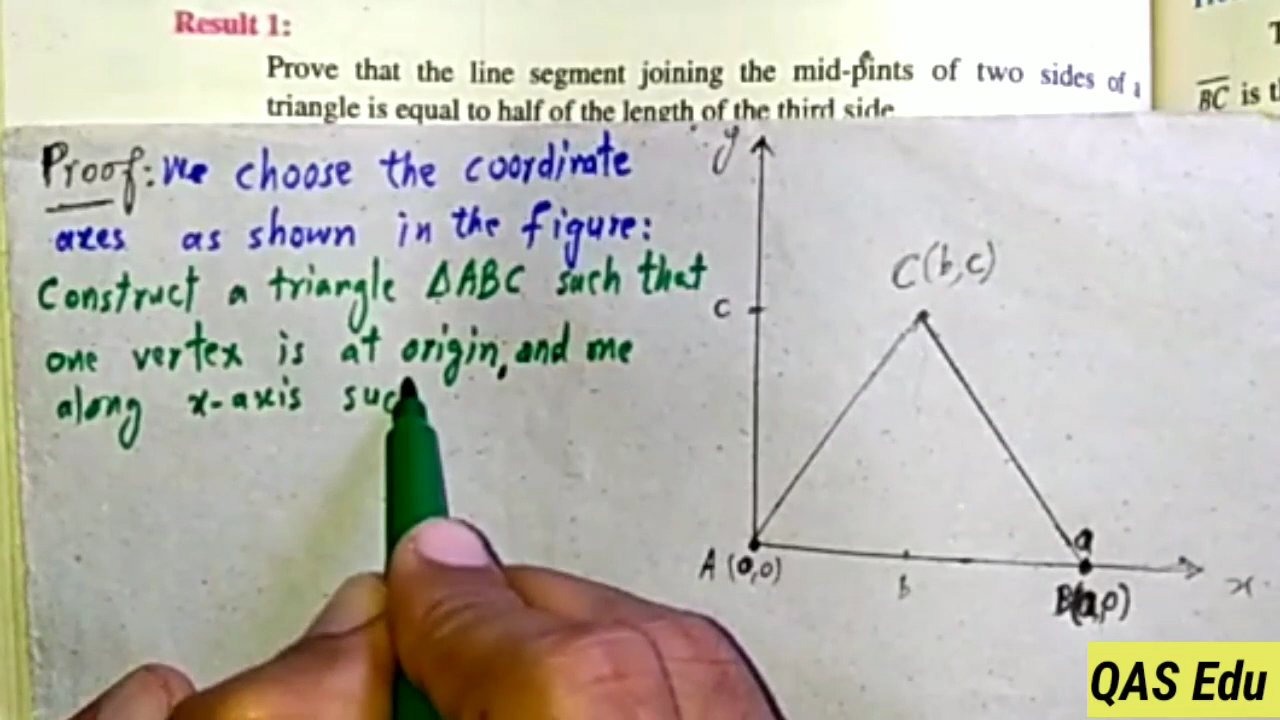 Result 1:
Prove that the line segment joining the mid-pints of two sides of a
triangle is equal to half of the length of the third side
BC is t
Proof: We choose the coordinate
axes as shown in the figure:
Construct a triangle ΔABC such that
one vertex is at origin, and one
along x-axis suc
y
C(b,c)
c
A (0,0)
b
a
B(a,0)
x
QAS Edu